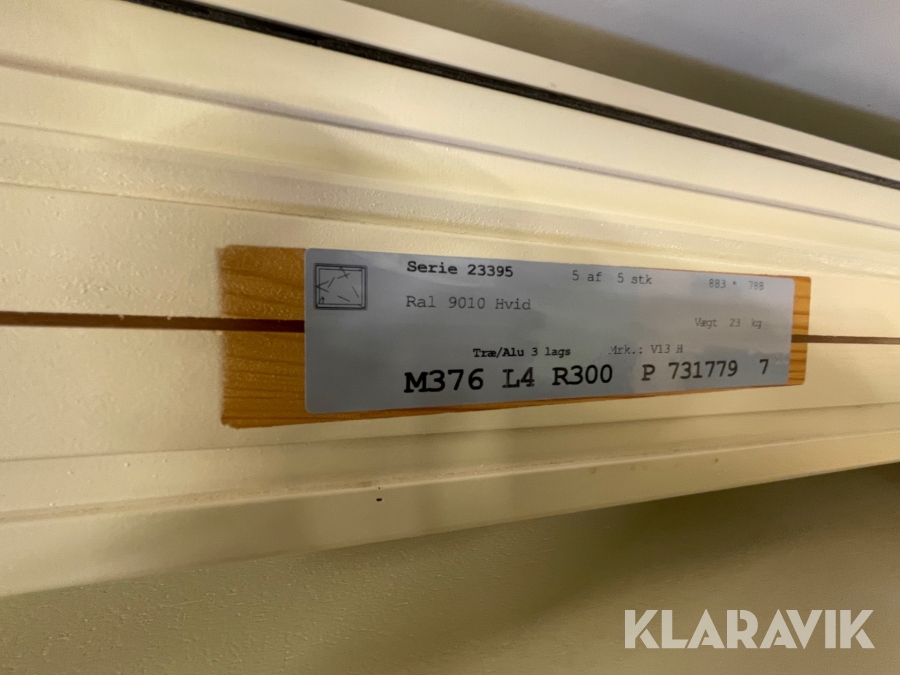 Serie 23395 5 af 5 stk 883 * 788
Ral 9010 Hvid
Vægt 23 kg
Træ/Alu 3 lags Mrk.: V13 H
M376 L4 R300 P 731779 7
KLARAVIK